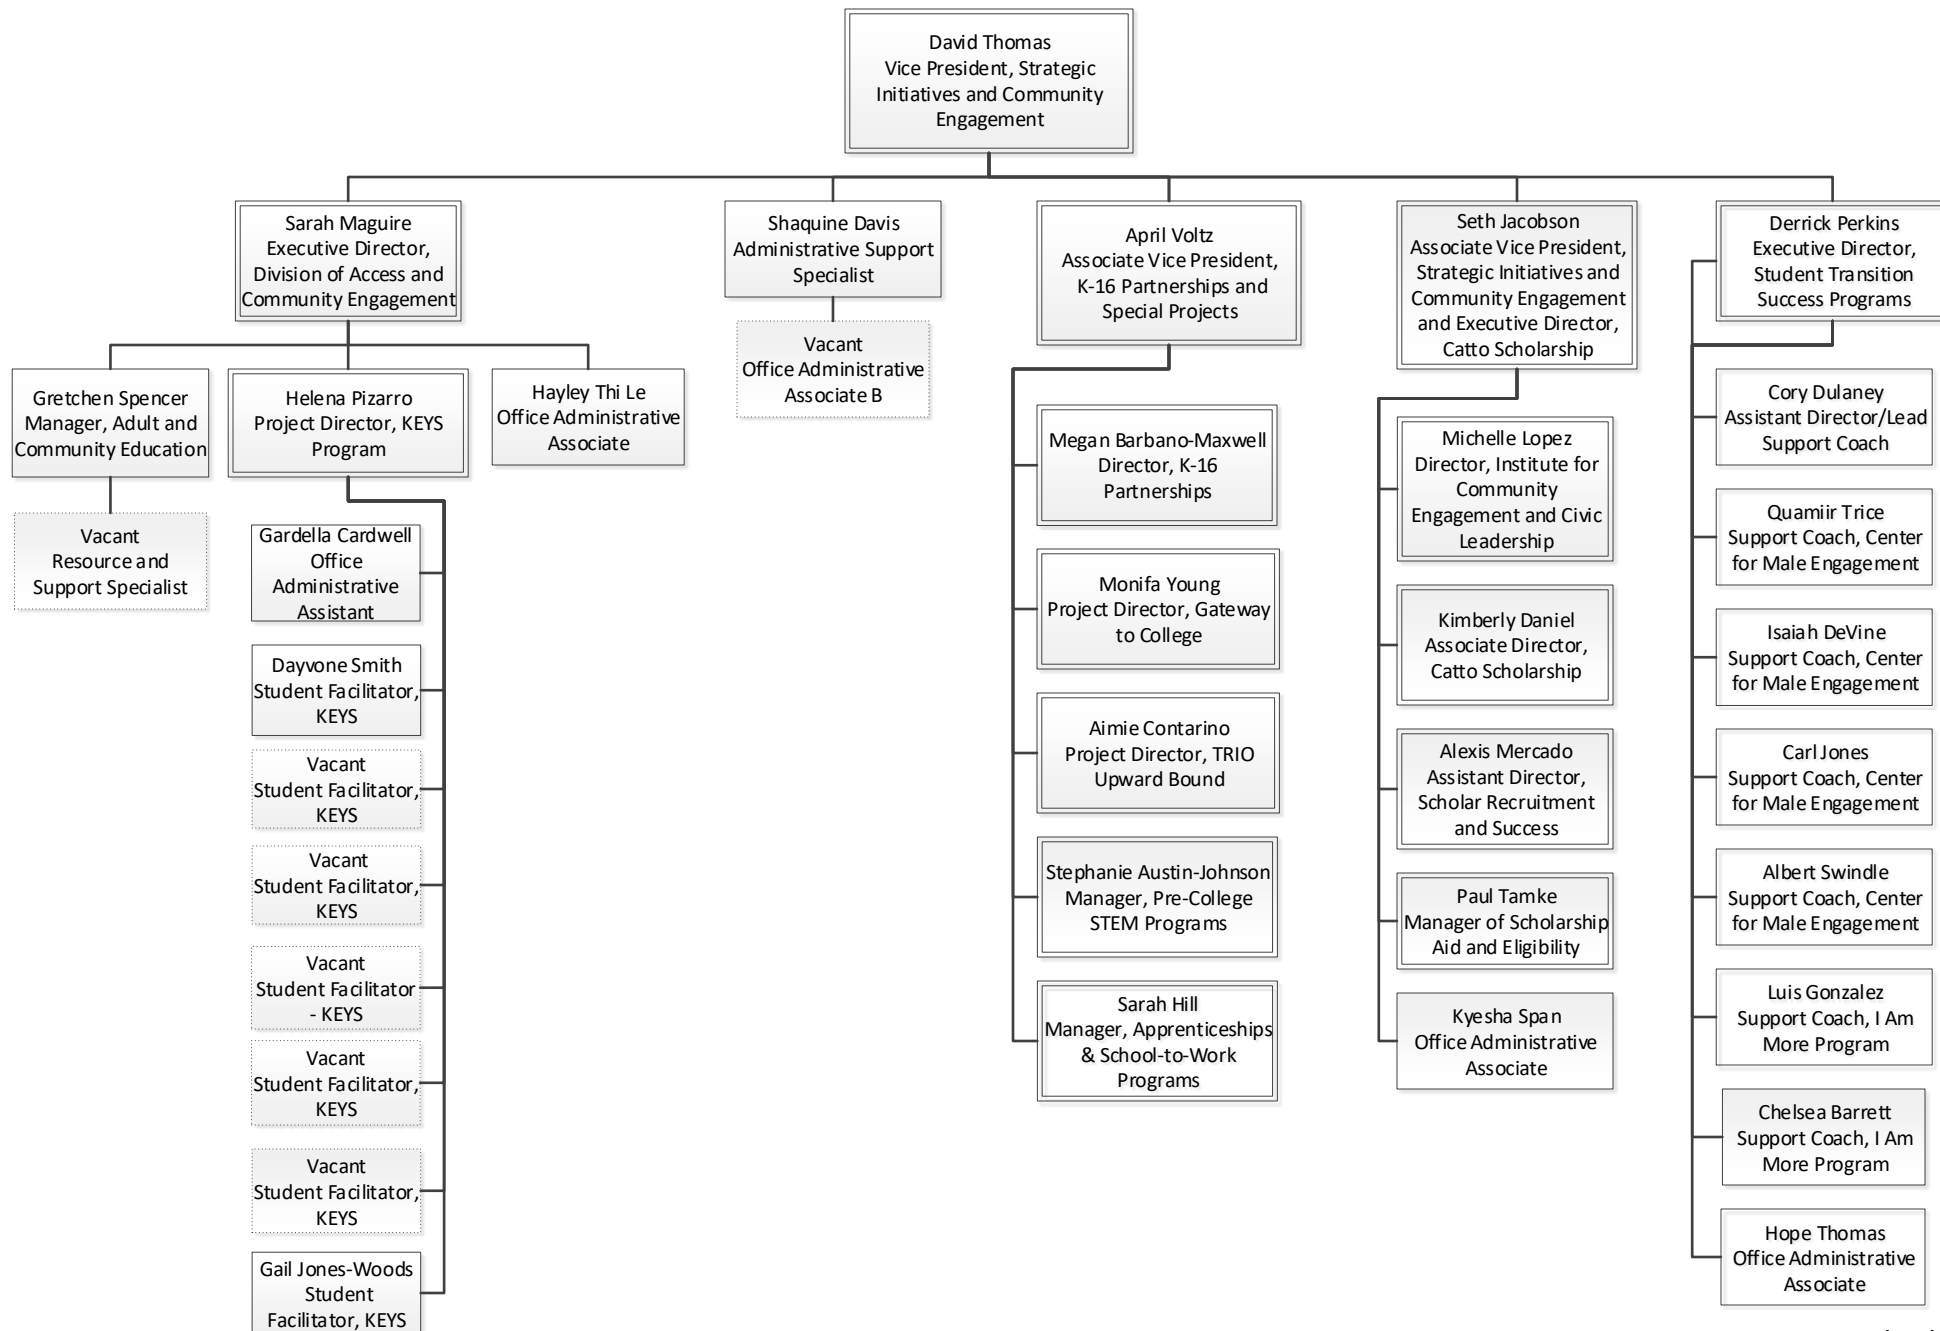 David Thomas
Vice President, Strategic
Initiatives and Community
Engagement
Sarah Maguire
Executive Director,
Division of Access and
Community Engagement
Shaquine Davis
Administrative Support
Specialist
April Voltz
Associate Vice President,
K-16 Partnerships and
Special Projects
Seth Jacobson
Associate Vice President,
Strategic Initiatives and
Community Engagement
and Executive Director,
Catto Scholarship
Derrick Perkins
Executive Director,
Student Transition
Success Programs
Gretchen Spencer
Manager, Adult and
Community Education
Helena Pizarro
Project Director, KEYS
Program
Hayley Thi Le
Office Administrative
Associate
Vacant
Office Administrative
Associate B
Vacant
Resource and
Support Specialist
Gardella Cardwell
Office
Administrative
Assistant
Dayvone Smith
Student Facilitator,
KEYS
Vacant
Student Facilitator,
KEYS
Vacant
Student Facilitator,
KEYS
Vacant
Student Facilitator
- KEYS
Vacant
Student Facilitator,
KEYS
Vacant
Student Facilitator,
KEYS
Gail Jones-Woods
Student
Facilitator, KEYS
Megan Barbano-Maxwell
Director, K-16
Partnerships
Monifa Young
Project Director, Gateway
to College
Aimie Contarino
Project Director, TRIO
Upward Bound
Stephanie Austin-Johnson
Manager, Pre-College
STEM Programs
Sarah Hill
Manager, Apprenticeships
& School-to-Work
Programs
Michelle Lopez
Director, Institute for
Community
Engagement and Civic
Leadership
Kimberly Daniel
Associate Director,
Catto Scholarship
Alexis Mercado
Assistant Director,
Scholar Recruitment
and Success
Paul Tamke
Manager of Scholarship
Aid and Eligibility
Kyesha Span
Office Administrative
Associate
Cory Dulaney
Assistant Director/Lead
Support Coach
Quamiir Trice
Support Coach, Center
for Male Engagement
Isaiah DeVine
Support Coach, Center
for Male Engagement
Carl Jones
Support Coach, Center
for Male Engagement
Albert Swindle
Support Coach, Center
for Male Engagement
Luis Gonzalez
Support Coach, I Am
More Program
Chelsea Barrett
Support Coach, I Am
More Program
Hope Thomas
Office Administrative
Associate